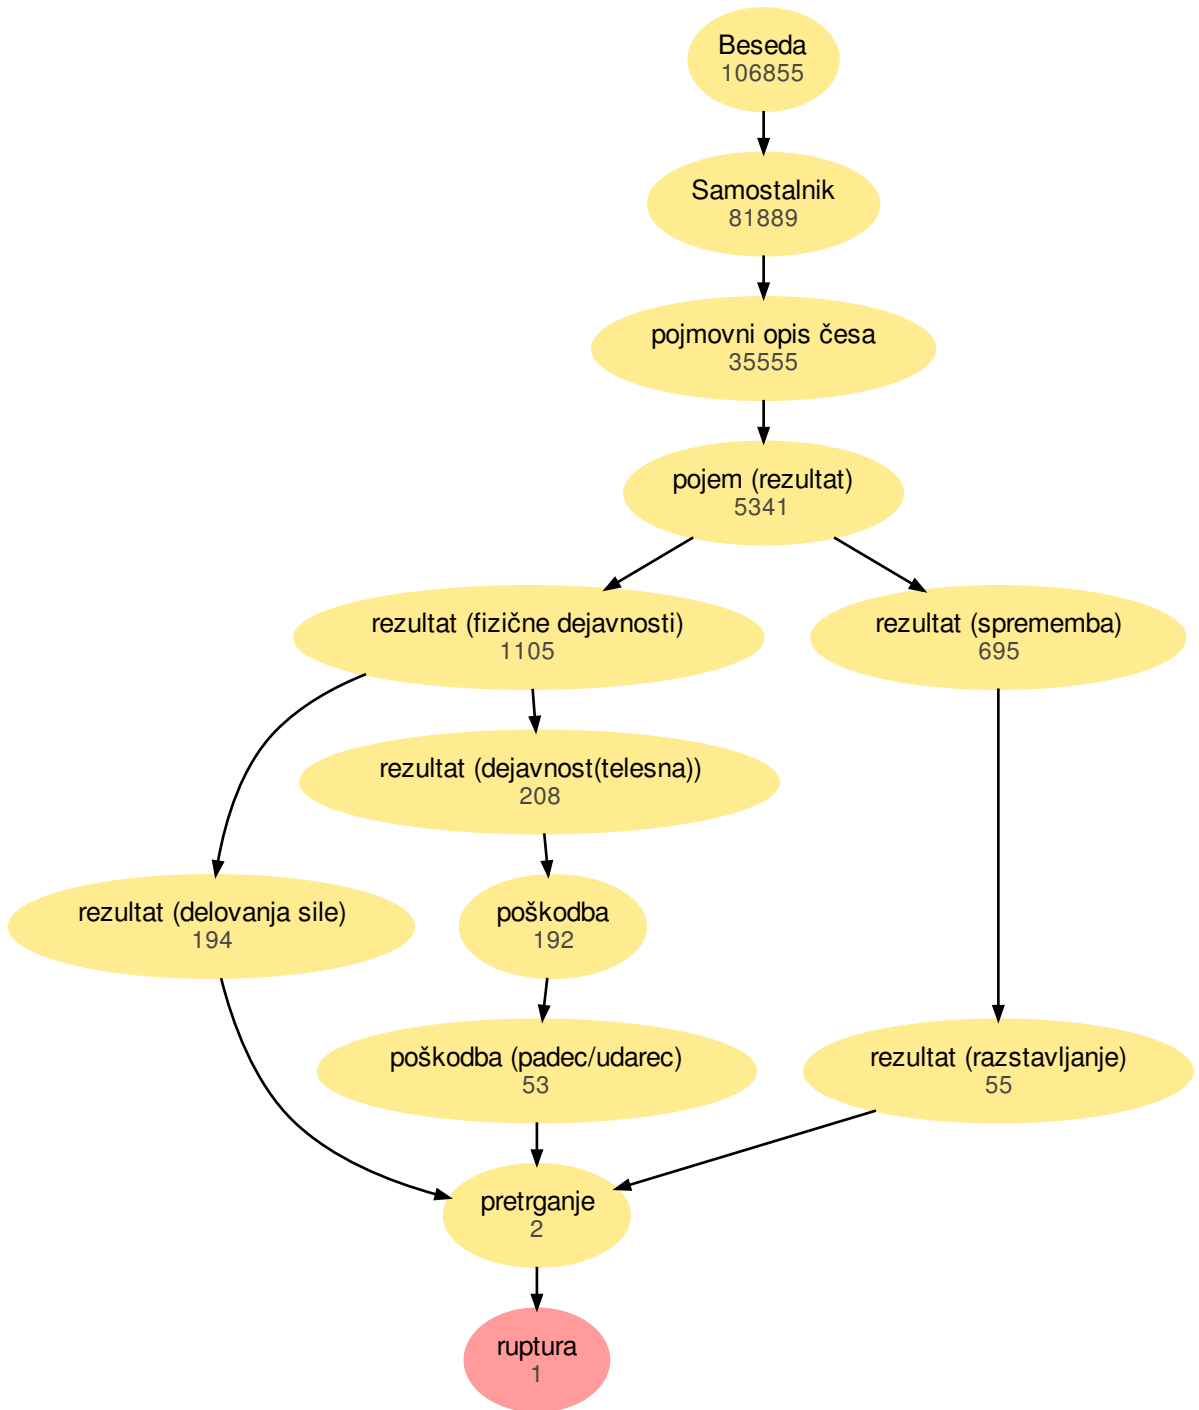 Beseda
106855
Samostalnik
81889
pojmovni opis česa
35555
pojem (rezultat)
5341
rezultat (fizične dejavnosti)
1105
rezultat (sprememba)
695
rezultat (dejavnost(telesna))
208
rezultat (delovanja sile)
194
poškodba
192
poškodba (padec/udarec)
53
rezultat (razstavljanje)
55
pretrganje
2
ruptura
1